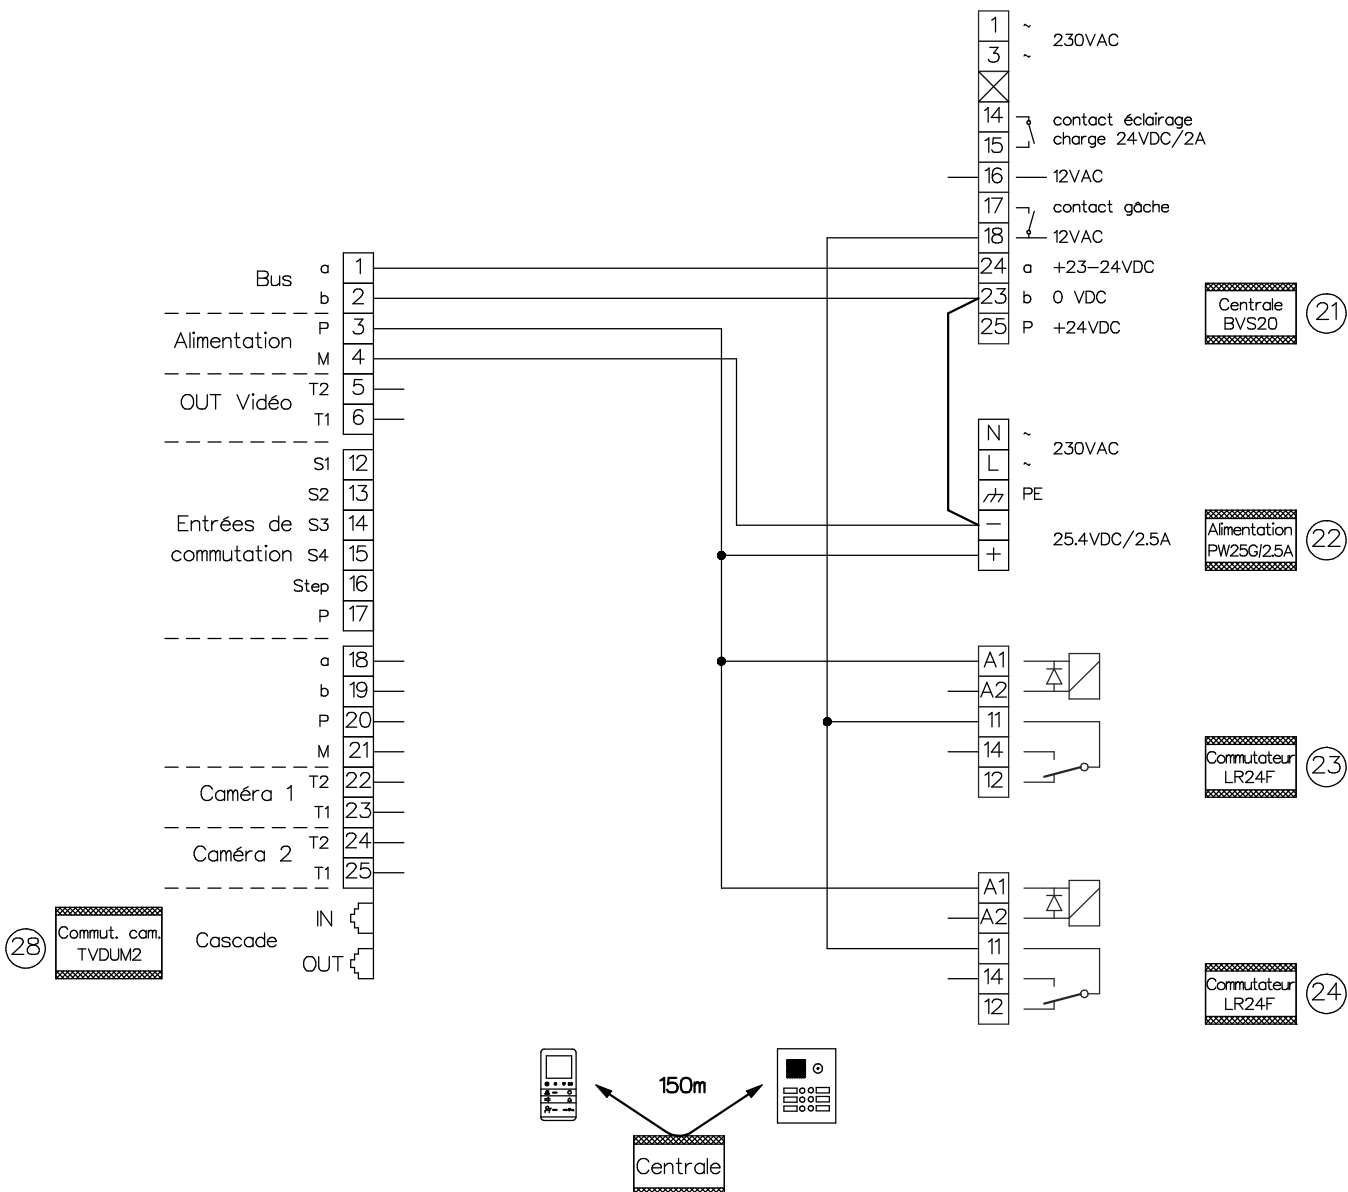 1 ~
230VAC
3 ~
14 contact éclairage
charge 24VDC/2A
15
16 12VAC
17 contact gâche
18 12VAC
24 a +23-24VDC
23 b 0 VDC
25 P +24VDC
Centrale
BVS20
21
Bus
a 1
b 2
Alimentation
P 3
M 4
OUT Vidéo
T2 5
T1 6
Entrées de
commutation
S1 12
S2 13
S3 14
S4 15
Step 16
P 17
a 18
b 19
P 20
M 21
Caméra 1
T2 22
T1 23
Caméra 2
T2 24
T1 25
Cascade
IN
OUT
28
Commut. cam.
TVDUM2
N ~
230VAC
L ~
PE
-
25.4VDC/2.5A
+
Alimentation
PW25G/2.5A
22
A1
A2
11
14
12
Commutateur
LR24F
23
A1
A2
11
14
12
Commutateur
LR24F
24
150m
Centrale